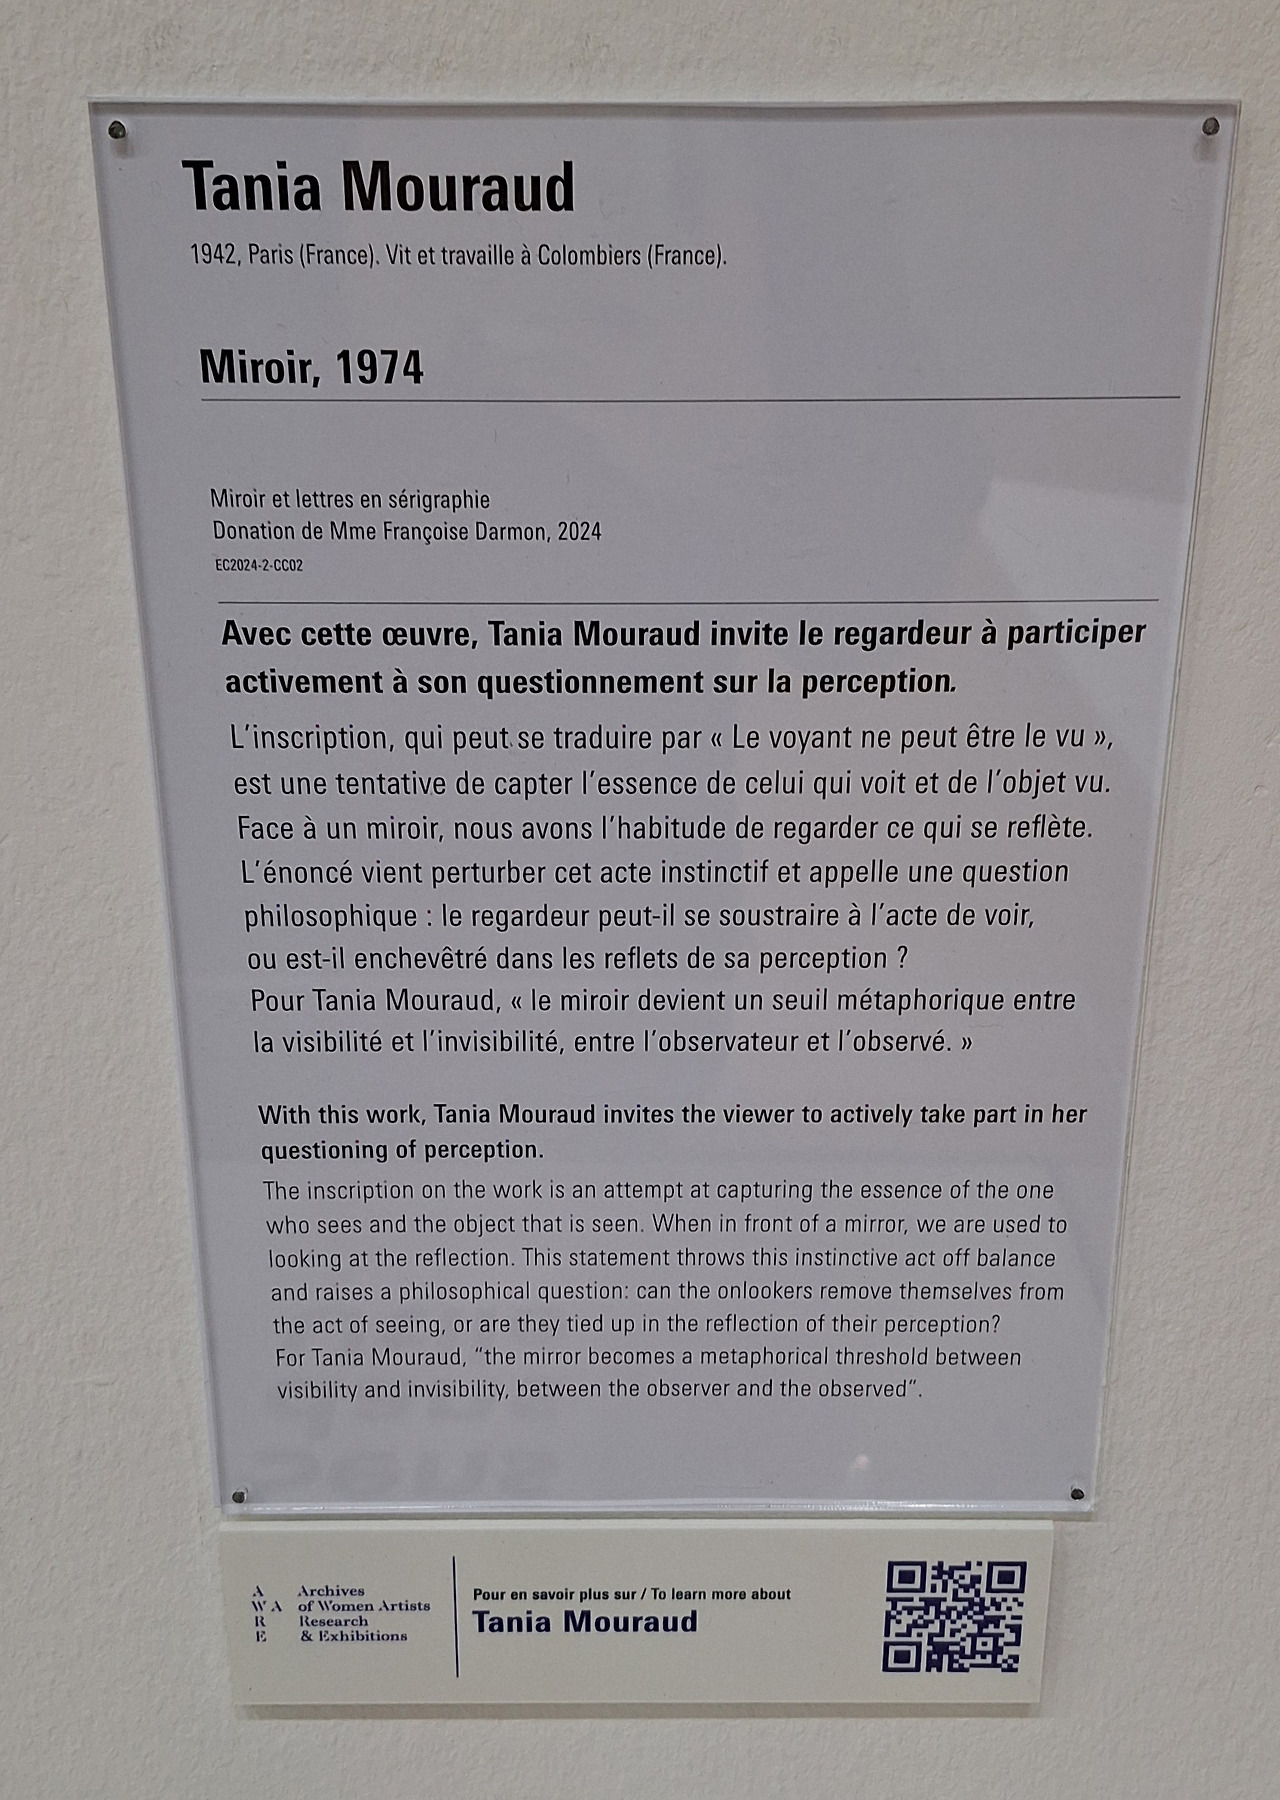 Tania Mouraud
1942, Paris (France). Vit et travaille à Colombiers (France).
Miroir, 1974
Miroir et lettres en sérigraphie
Donation de Mme Françoise Darmon, 2024
EC2024-2-CC02
Avec cette œuvre, Tania Mouraud invite le regardeur à participer
activement à son questionnement sur la perception.
L'inscription, qui peut se traduire par « Le voyant ne peut être le vu »,
est une tentative de capter l'essence de celui qui voit et de l'objet vu.
Face à un miroir, nous avons l'habitude de regarder ce qui se reflète.
L'énoncé vient perturber cet acte instinctif et appelle une question
philosophique : le regardeur peut-il se soustraire à l'acte de voir,
ou est-il enchevêtré dans les reflets de sa perception ?
Pour Tania Mouraud, « le miroir devient un seuil métaphorique entre
la visibilité et l'invisibilité, entre l'observateur et l'observé. »
With this work, Tania Mouraud invites the viewer to actively take part in her
questioning of perception.
The inscription on the work is an attempt at capturing the essence of the one
who sees and the object that is seen. When in front of a mirror, we are used to
looking at the reflection. This statement throws this instinctive act off balance
and raises a philosophical question: can the onlookers remove themselves from
the act of seeing, or are they tied up in the reflection of their perception?
For Tania Mouraud, "the mirror becomes a metaphorical threshold between
visibility and invisibility, between the observer and the observed".
A Archives
W A of Women Artists
R Research
E & Exhibitions
Pour en savoir plus sur / To learn more about
Tania Mouraud